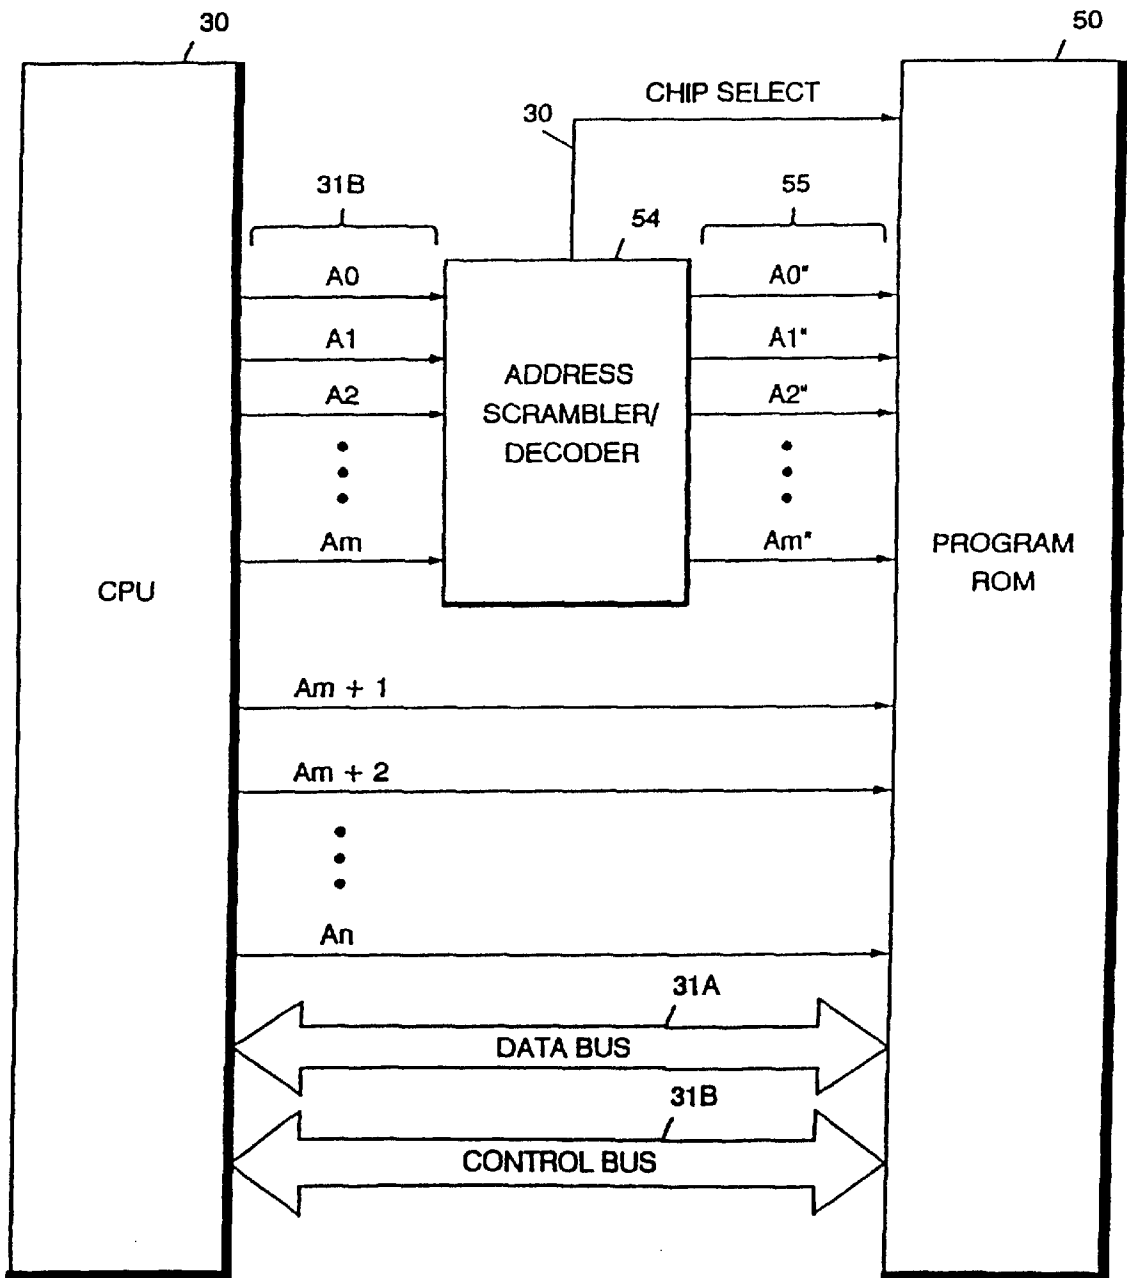 30
50
CHIP SELECT
30
31B
55
54
A0
A0"
A1
A1"
A2
A2"
ADDRESS
SCRAMBLER/
DECODER
Am
Am"
CPU
PROGRAM
ROM
Am + 1
Am + 2
An
31A
DATA BUS
31B
CONTROL BUS